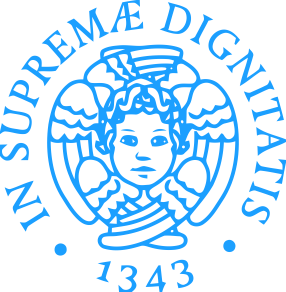 IN SUPREMÆ DIGNITATIS
1343